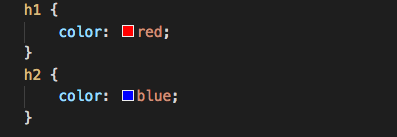 h1 {
    color: red;
}
h2 {
    color: blue;
}